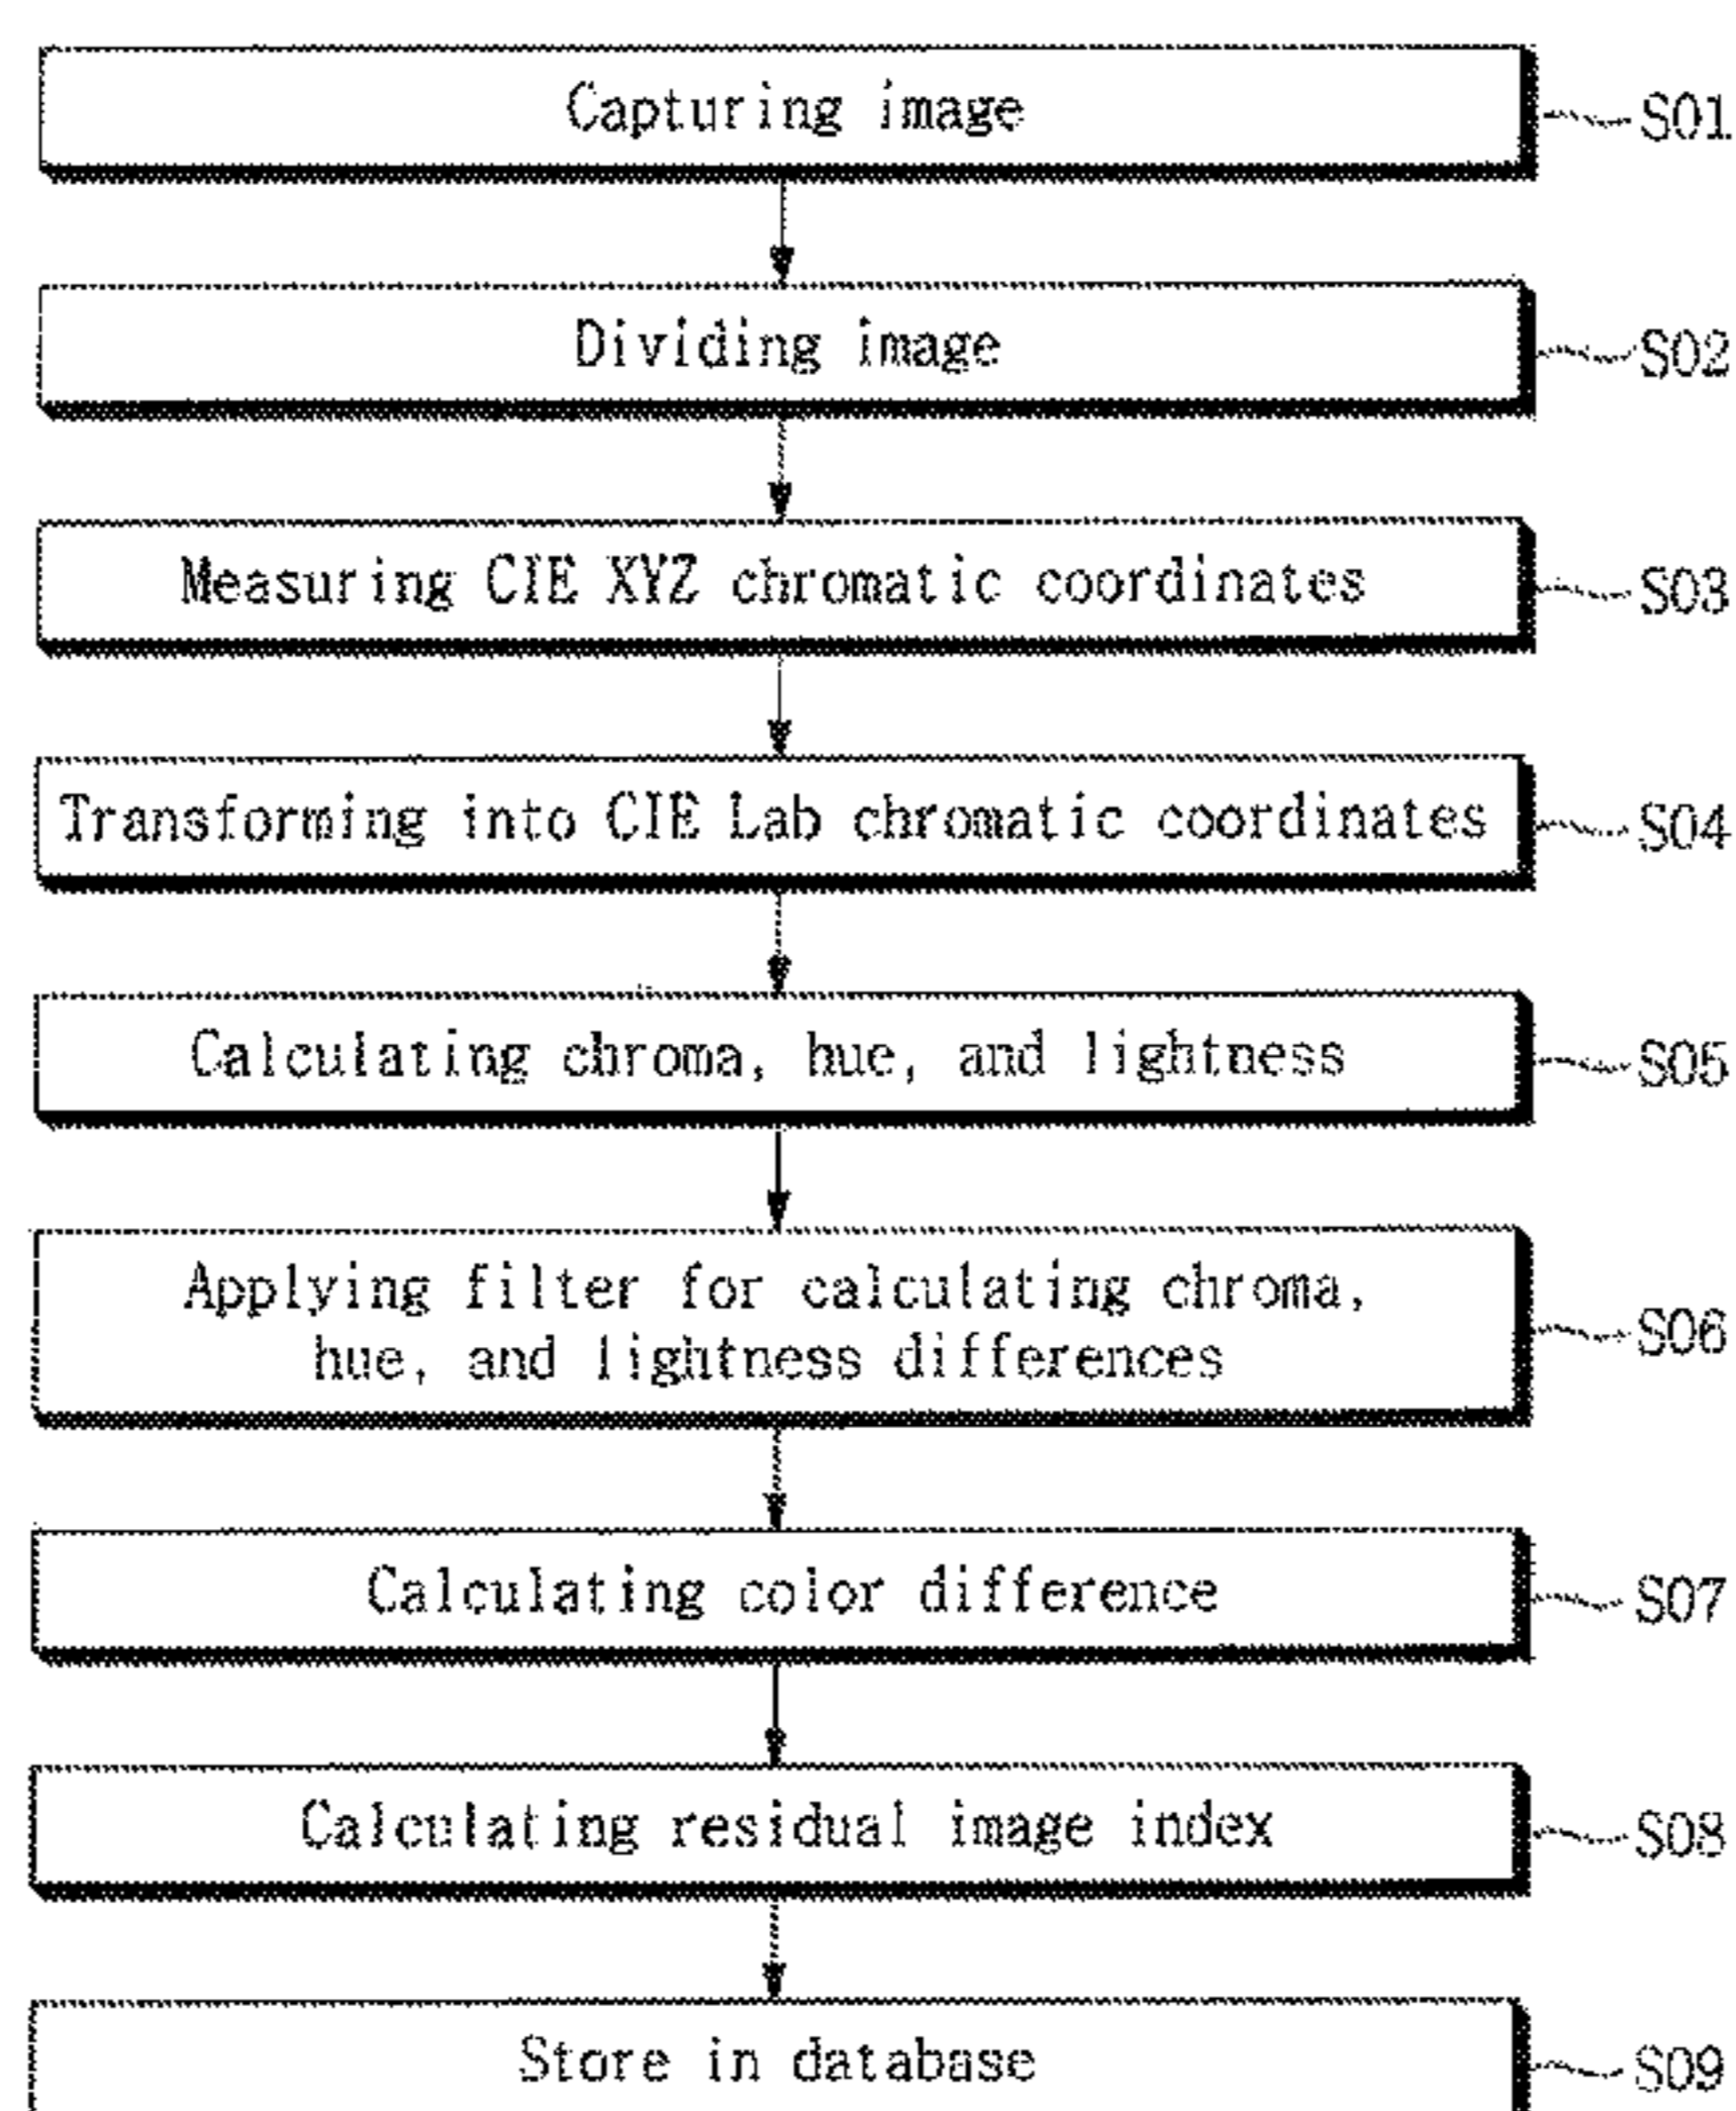 Capturing image S01
Dividing image S02
Measuring CIE XYZ chromatic coordinates S03
Transforming into CIE Lab chromatic coordinates S04
Calculating chroma, hue, and lightness S05
Applying filter for calculating chroma,
hue, and lightness differences S06
Calculating color difference S07
Calculating residual image index S08
Store in database S09